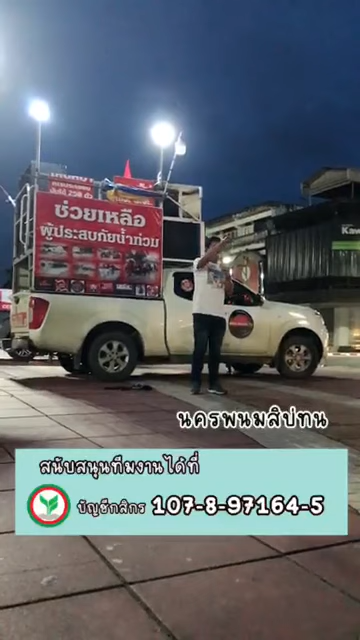 ช่วยเหลือ
ผู้ประสบภัยน้ำท่วม
Kaw
นครพนมสิปทน
สนับสนุนทีมงานได้ที่
บัญชีกสิกร 107-8-97164-5